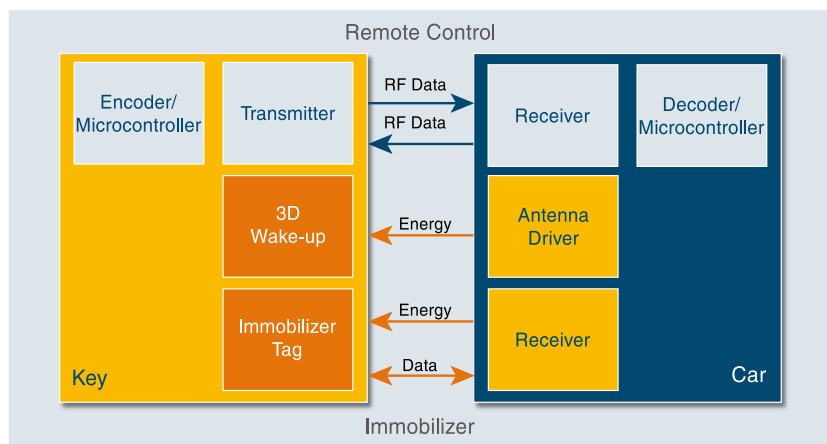 Remote Control
Encoder/
Microcontroller
Transmitter
RF Data
RF Data
Receiver
Decoder/
Microcontroller
3D
Wake-up
Energy
Antenna
Driver
Immobilizer
Tag
Energy
Data
Receiver
Key
Car
Immobilizer